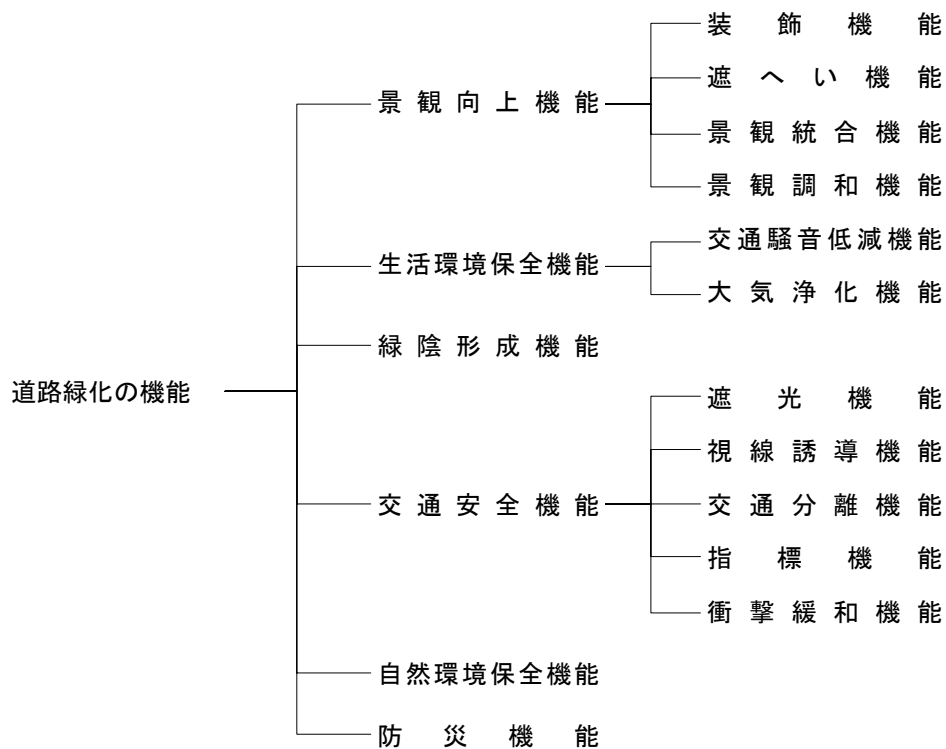 道路緑化の機能
景観向上機能
装飾機能
遮へい機能
景観統合機能
景観調和機能
生活環境保全機能
交通騒音低減機能
大気浄化機能
緑陰形成機能
交通安全機能
遮光機能
視線誘導機能
交通分離機能
指標機能
衝撃緩和機能
自然環境保全機能
防災機能